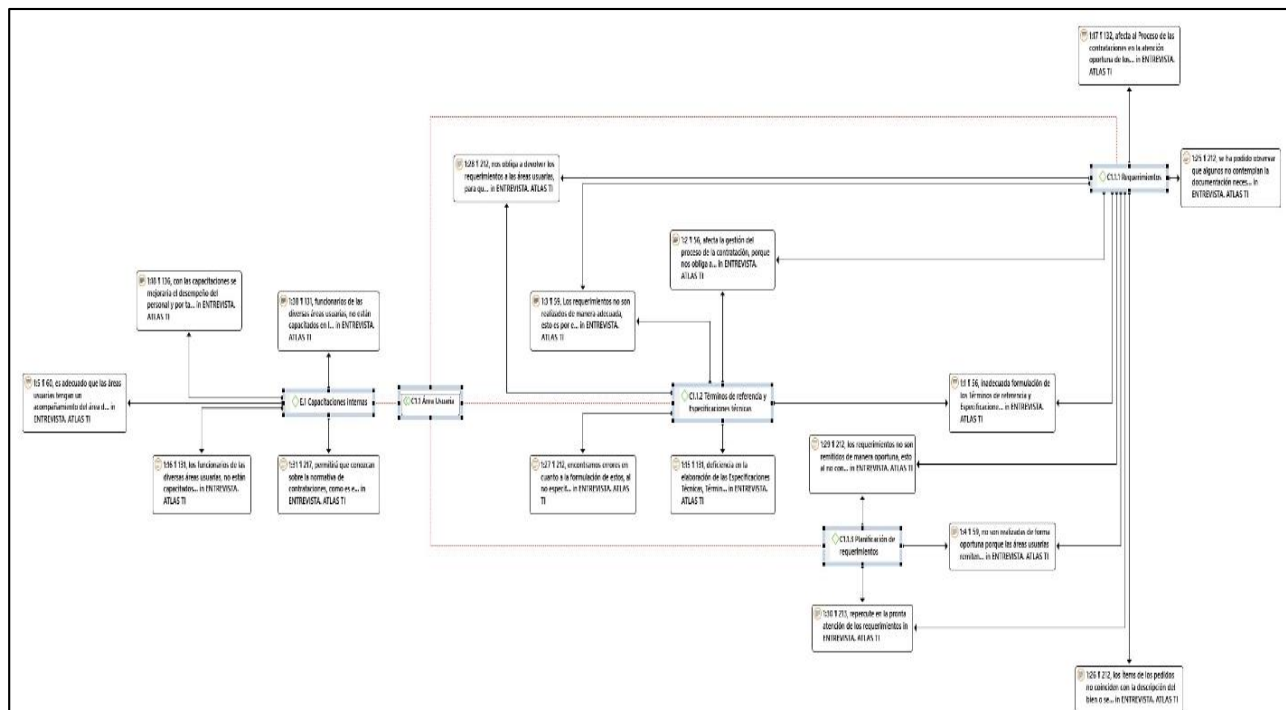 1:17 ¶ 132, afecta al Proceso de las
contrataciones en la atención
oportuna de los... in ENTREVISTA.
ATLAS TI
1:28 ¶ 212, nos obliga a devolver los
requerimientos a las áreas usuarias,
para qu... in ENTREVISTA. ATLAS TI
C1.1.1 Requerimientos
1:25 ¶ 212, se ha podido observar
que algunos no contemplan la
documentación neces... in
ENTREVISTA. ATLAS TI
1:2 ¶ 56, afecta la gestión del
proceso de la contratación, porque
nos obliga a... in ENTREVISTA.
ATLAS TI
1:18 ¶ 136, con las capacitaciones se
mejoraría el desempeño del
personal y por ta...
in ENTREVISTA.
ATLAS TI
1:38 ¶ 131, funcionarios de las
diversas áreas usuarias, no están
capacitados en l... in ENTREVISTA.
ATLAS TI
1:3 ¶ 59, Los requerimientos no son
realizados de manera adecuada,
esto es por e... in ENTREVISTA.
ATLAS TI
1:5 ¶ 60, es adecuado que las áreas
usuarias tengan un
acompañamiento del área d... in
ENTREVISTA. ATLAS TI
E.1 Capacitaciones Internas
C1.1 Área Usuaria
C1.1.2 Términos de referencia y
Especificaciones técnicas
1:1 ¶ 56, inadecuada formulación de
los Términos de referencia y
Especificacione... in ENTREVISTA.
ATLAS TI
1:16 ¶ 131, los funcionarios de las
diversas áreas usuarias, no están
capacitados... in ENTREVISTA.
ATLAS TI
1:31 ¶ 217, permitirá que conozcan
sobre la normativa de
contrataciones, como es e... in
ENTREVISTA. ATLAS TI
1:27 ¶ 212, encontramos errores en
cuanto a la formulación de estos, al
no especif... in ENTREVISTA. ATLAS
TI
1:15 ¶ 131, deficiencia en la
elaboración de las Especificaciones
Técnicas, Términ... in ENTREVISTA.
ATLAS TI
1:29 ¶ 212, los requerimientos no son
remitidos de manera oportuna, esto
al no con... in ENTREVISTA. ATLAS
TI
C1.1.3 Planificación de
requerimientos
1:4 ¶ 59, no son realizadas de forma
oportuna porque las áreas usuarias
remiten... in ENTREVISTA. ATLAS TI
1:30 ¶ 213, repercute en la pronta
atención de los requerimientos in
ENTREVISTA. ATLAS TI
1:26 ¶ 212, los ítems de los pedidos
no coinciden con la descripción del
bien o se... in ENTREVISTA. ATLAS TI